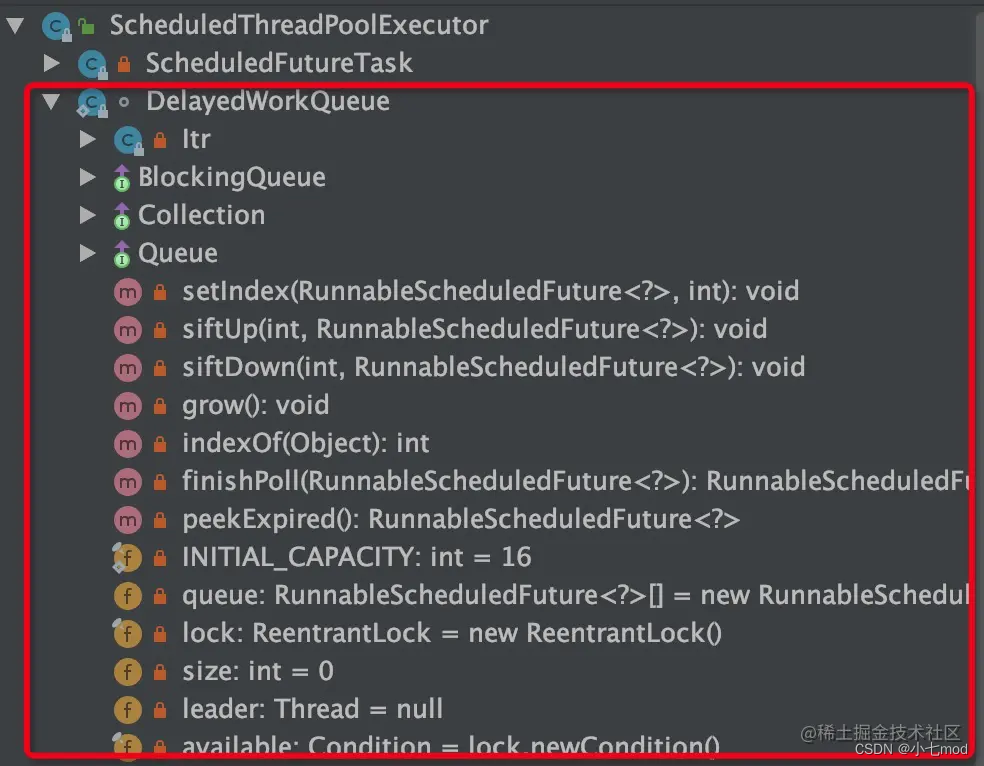 ScheduledThreadPoolExecutor
ScheduledFutureTask
DelayedWorkQueue
Itr
BlockingQueue
Collection
Queue
setIndex(RunnableScheduledFuture<?>, int): void
siftUp(int, RunnableScheduledFuture<?>): void
siftDown(int, RunnableScheduledFuture<?>): void
grow(): void
indexOf(Object): int
finishPoll(RunnableScheduledFuture<?>): RunnableScheduledFu
peekExpired(): RunnableScheduledFuture<?>
INITIAL_CAPACITY: int = 16
queue: RunnableScheduledFuture<?>[] = new RunnableSchedul
lock: ReentrantLock = new ReentrantLock()
size: int = 0
leader: Thread = null
available: Condition = lock.newCondition()
@稀土掘金技术社区
CSDN @小七mod